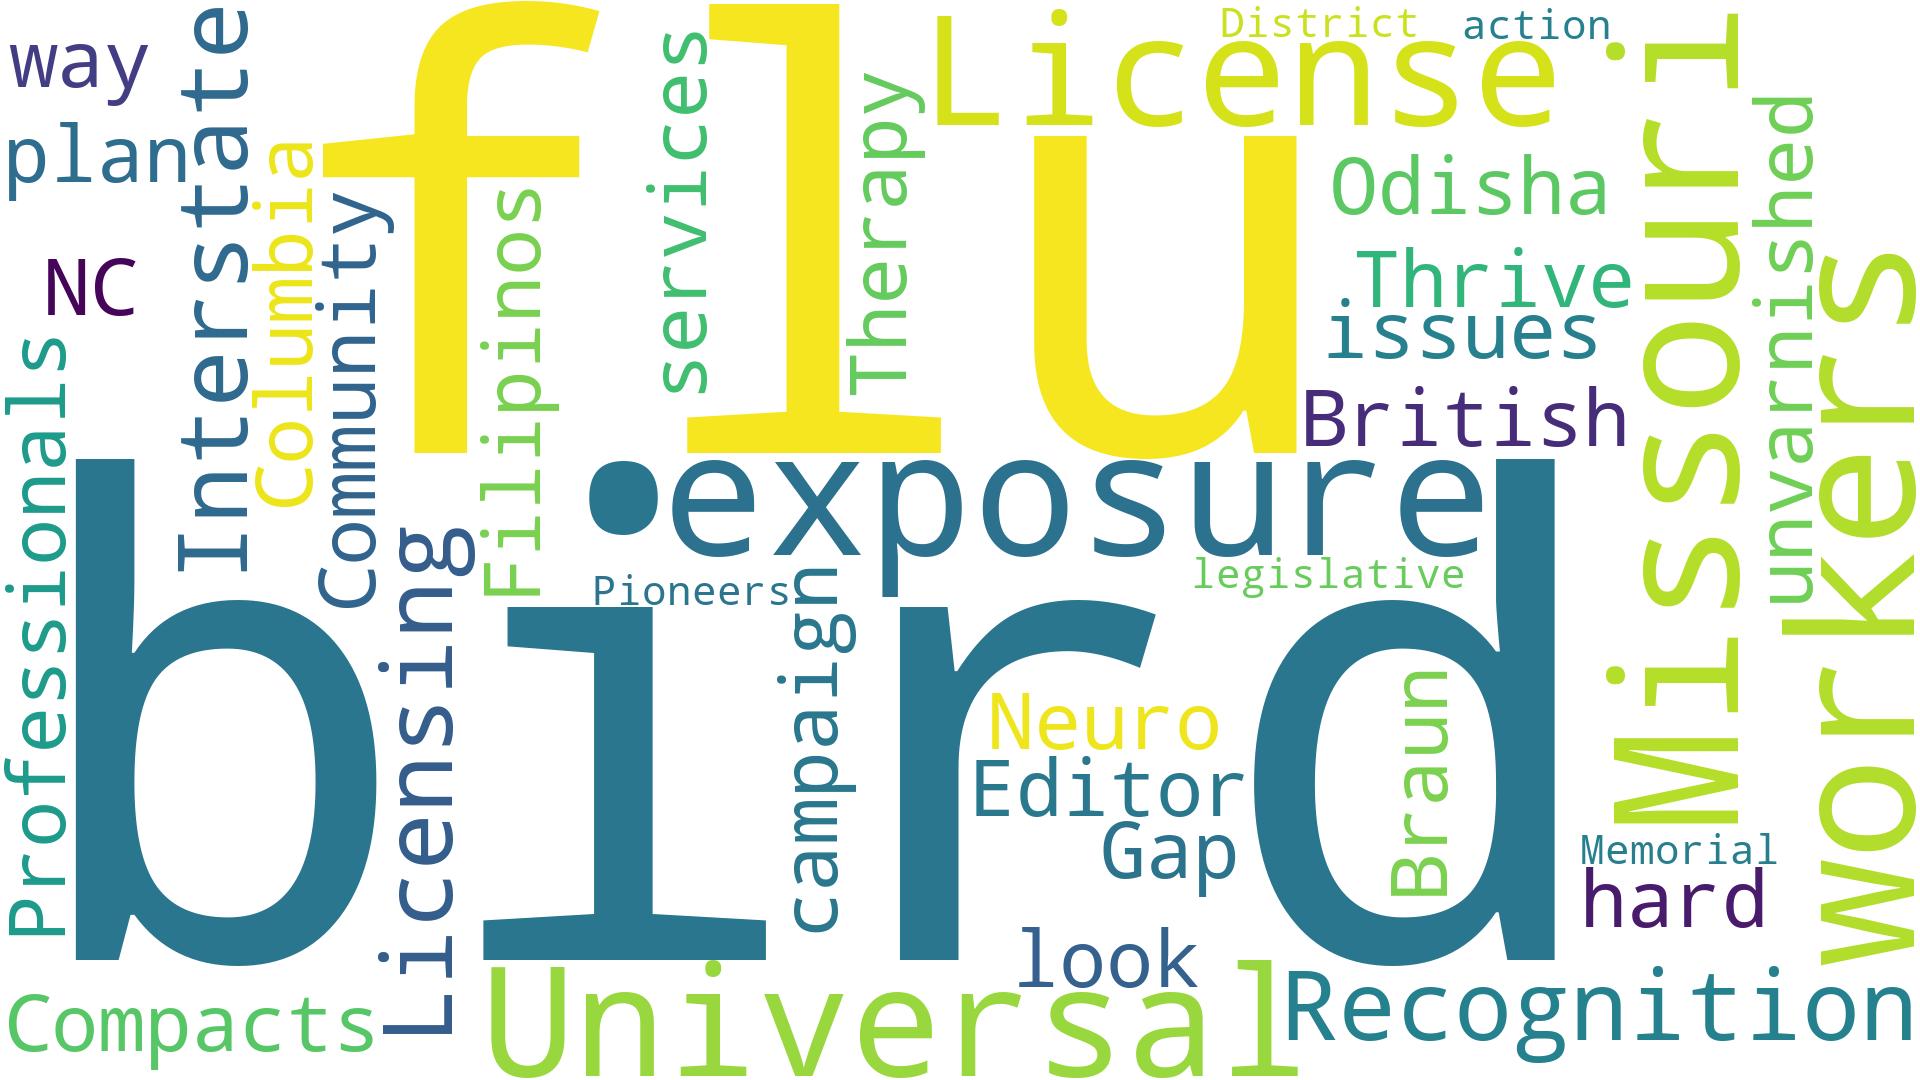 way
plan
NC
Professionals
Interstate
Columbia
Community
Licensing
Compacts
flu
bird
Filipinos
services
Therapy
License
District
action
Odisha
Thrive
issues
British
Missouri
unvarnished
workers
exposure
Pioneers
legislative
campaign
Neuro
Editor
Gap
Braun
look
Memorial
hard
Universal
Recognition